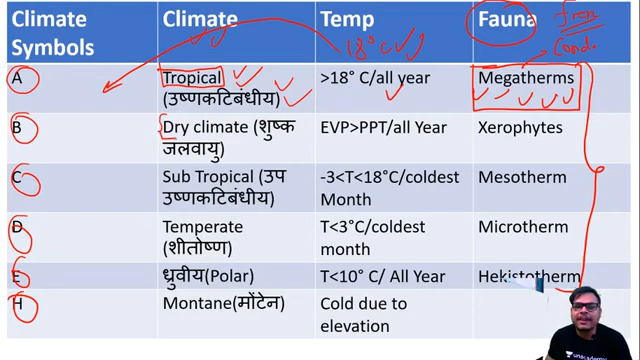 Climate Symbols Climate Temp Fauna
A Tropical (उष्णकटिबंधीय) >18° C/all year Megatherms
B Dry climate (शुष्क जलवायु) EVP>PPT/all Year Xerophytes
C Sub Tropical (उप उष्णकटिबंधीय) -3<T<18°C/coldest Month Mesotherm
D Temperate (शीतोष्ण) T<3°C/coldest month Microtherm
E ध्रुवीय(Polar) T<10° C/ All Year Hekistotherm
H Montane(मोंटेन) Cold due to elevation
18°C
Cond.
unacademy